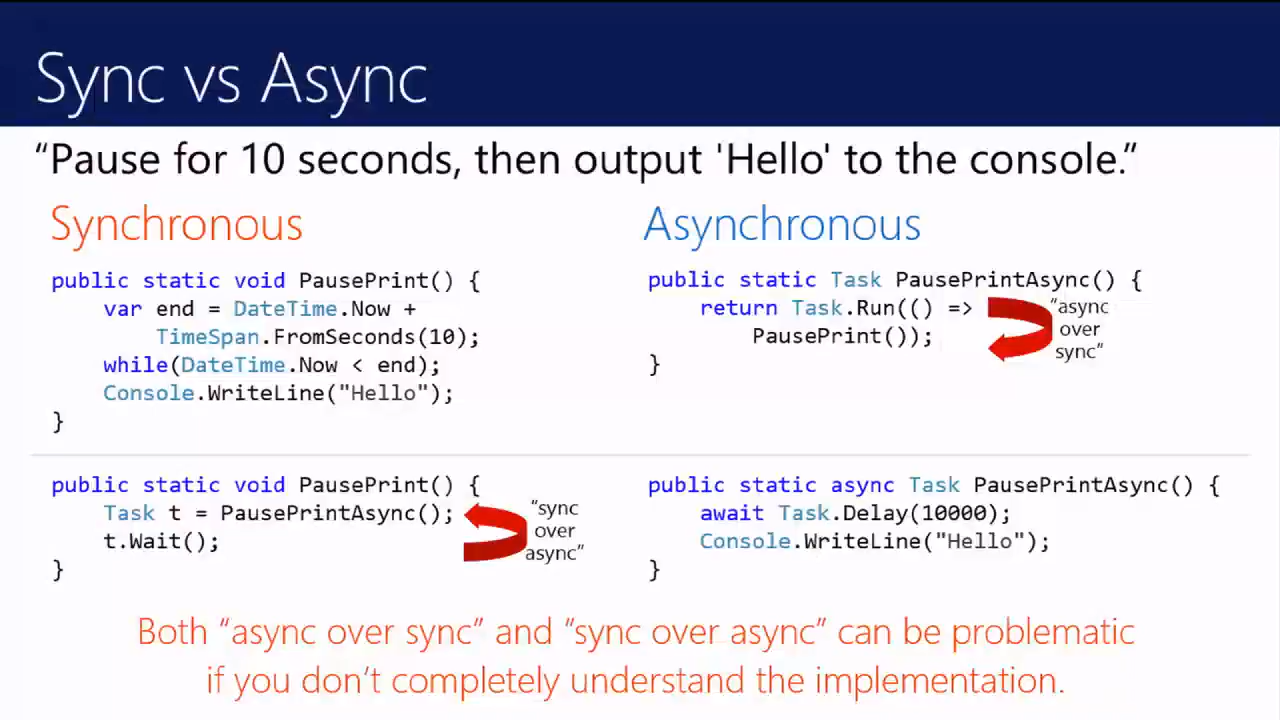 Sync vs Async
“Pause for 10 seconds, then output 'Hello' to the console.”
Synchronous
public static void PausePrint() {
    var end = DateTime.Now +
        TimeSpan.FromSeconds(10);
    while(DateTime.Now < end);
    Console.WriteLine("Hello");
}
Asynchronous
public static Task PausePrintAsync() {
    return Task.Run(() =>
        PausePrint());
}
“async
over
sync”
public static void PausePrint() {
    Task t = PausePrintAsync();
    t.Wait();
}
“sync
over
async”
public static async Task PausePrintAsync() {
    await Task.Delay(10000);
    Console.WriteLine("Hello");
}
Both “async over sync” and “sync over async” can be problematic
if you don’t completely understand the implementation.